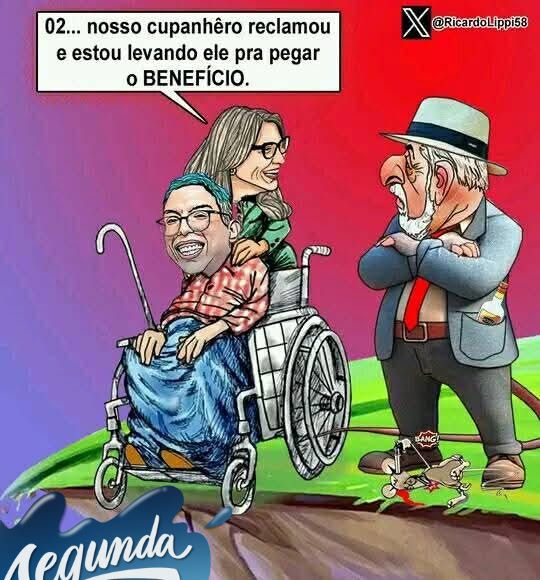 02... nosso cupanhêro reclamou
e estou levando ele pra pegar
o BENEFÍCIO.
X @RicardoLippi58
BANG
Segunda